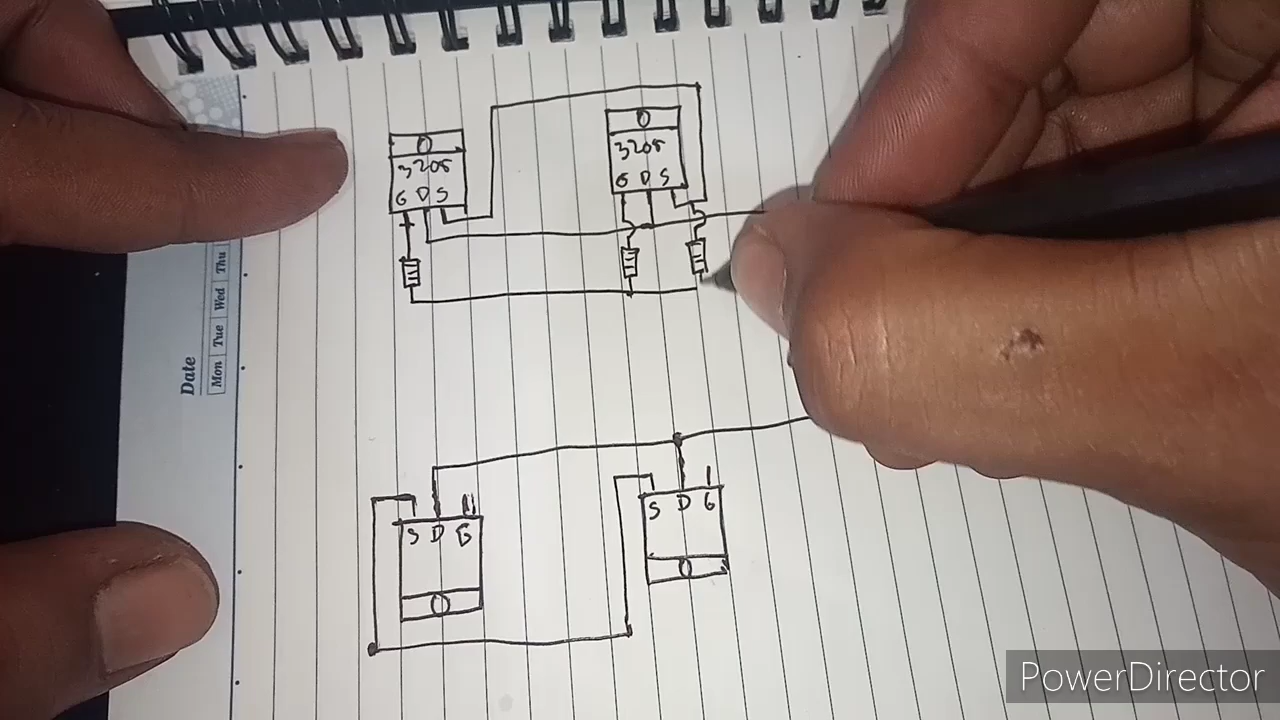 3205
G D S
3205
G D S
Date
Mon Tue Wed Thu
S D G
S D G
PowerDirector